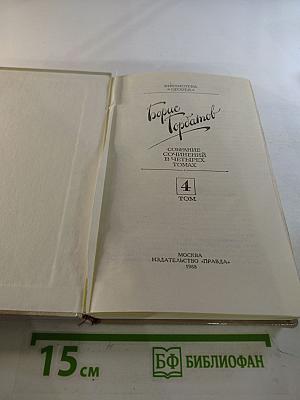 БИБЛИОТЕКА
«ОГОНЕК»
Борис
Горбатов
СОБРАНИЕ
СОЧИНЕНИЙ
В ЧЕТЫРЕХ
ТОМАХ
4
ТОМ
МОСКВА
ИЗДАТЕЛЬСТВО «ПРАВДА»
1988
15 см
БФ БИБЛИОФАН